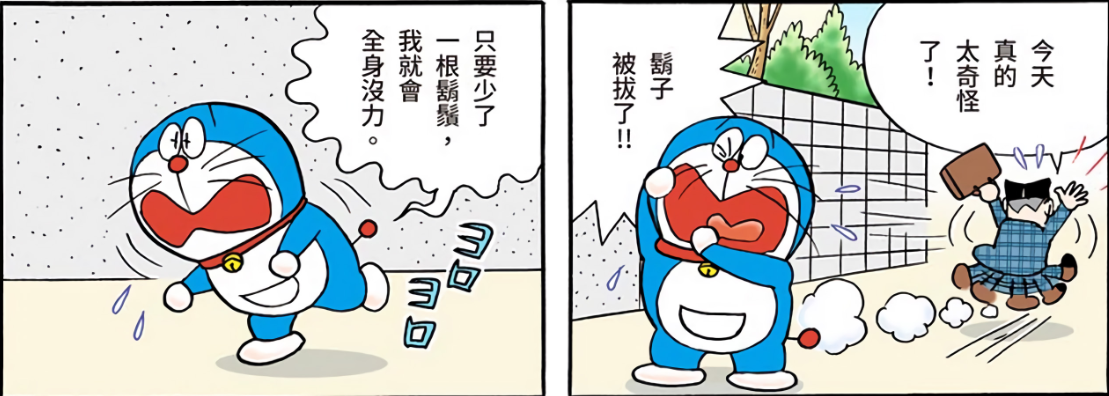 今天
真的
太奇怪
了！
鬍子
被拔了!!
只要少了
一根鬍鬚，
我就會
全身沒力。
ヨロ
ヨロ